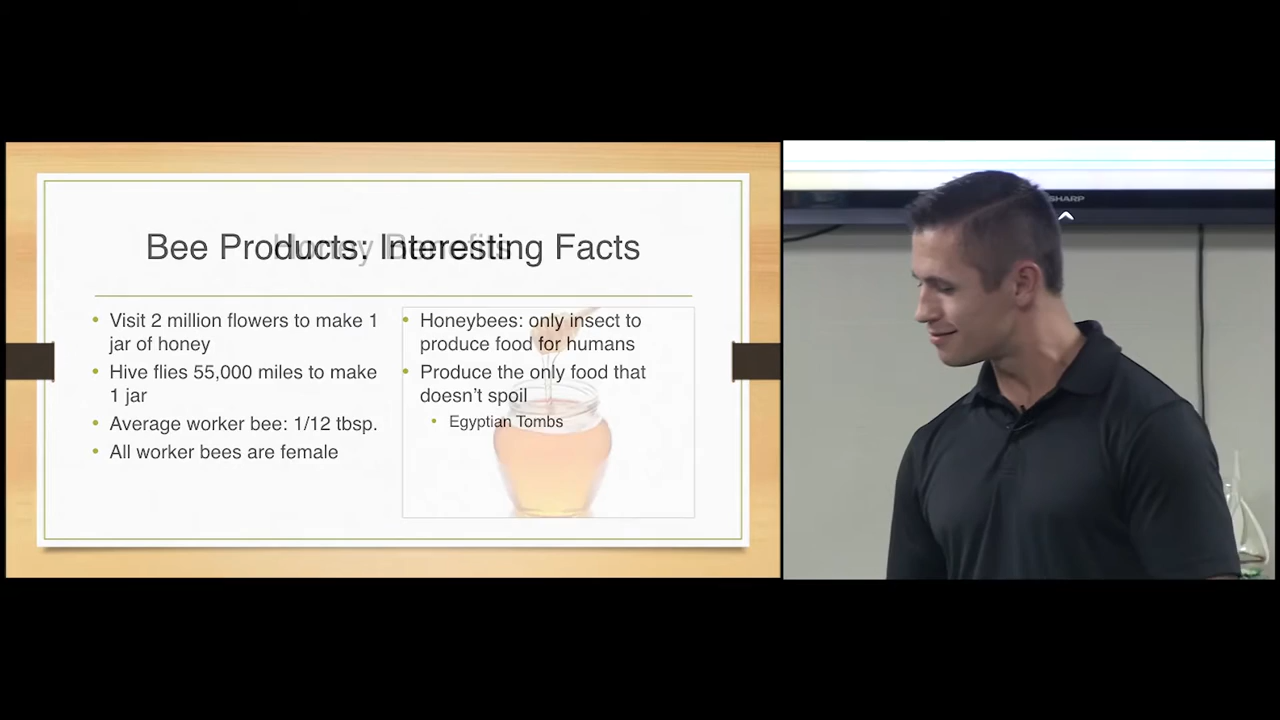 Bee Products: Interesting Facts
Honey Benefits
• Visit 2 million flowers to make 1
jar of honey
• Hive flies 55,000 miles to make
1 jar
• Average worker bee: 1/12 tbsp.
• All worker bees are female
• Honeybees: only insect to
produce food for humans
• Produce the only food that
doesn’t spoil
• Egyptian Tombs
SHARP